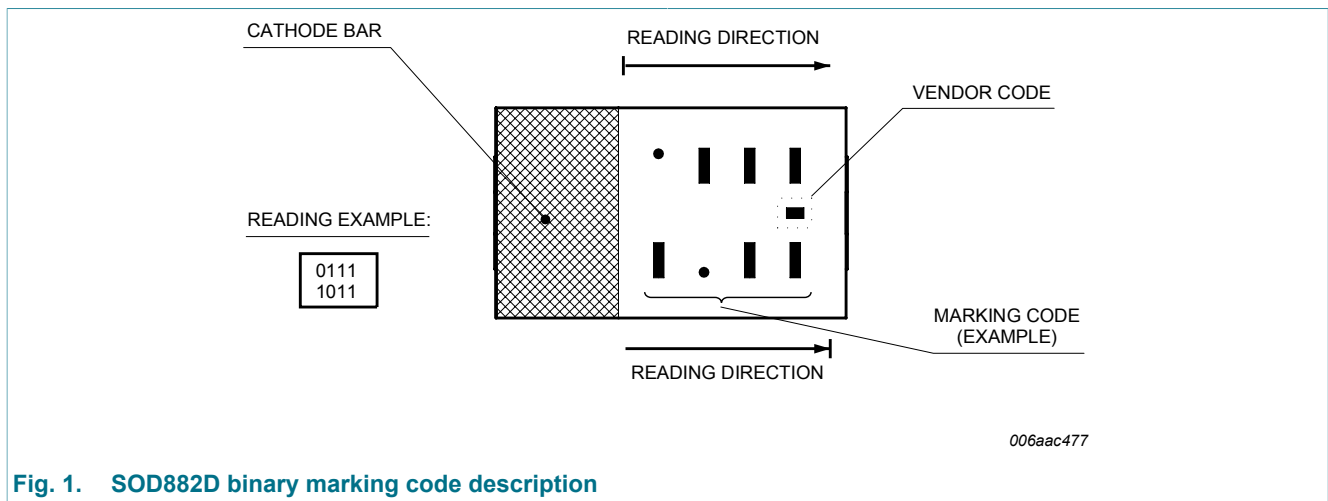 CATHODE BAR
READING DIRECTION
VENDOR CODE
READING EXAMPLE:
0111
1011
MARKING CODE
(EXAMPLE)
READING DIRECTION
006aac477
Fig. 1. SOD882D binary marking code description